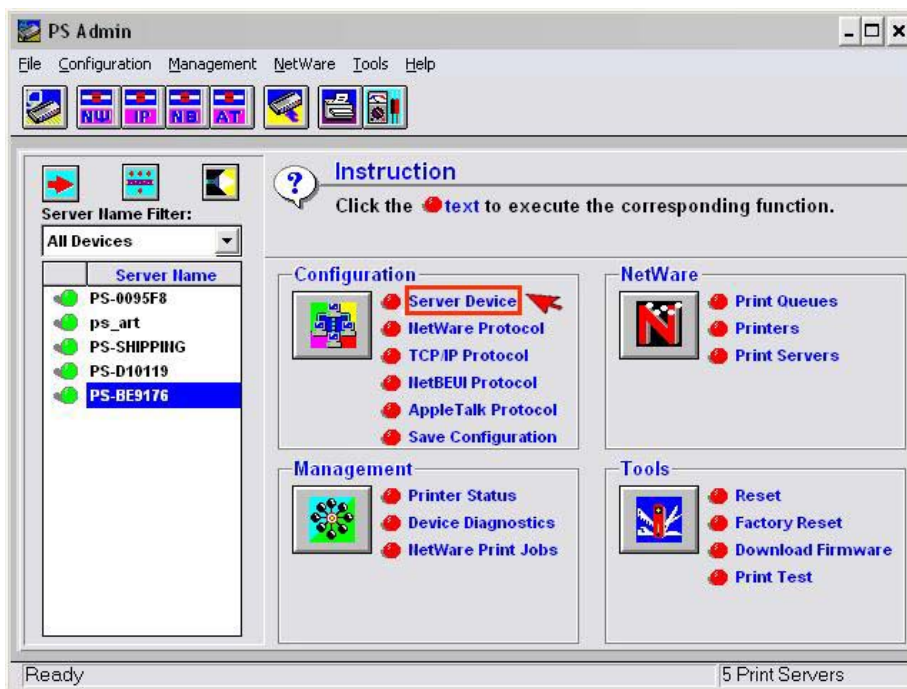 PS Admin
File Configuration Management NetWare Tools Help
NW IP NB AT
Instruction
Click the text to execute the corresponding function.
Server Name Filter:
All Devices
Server Name
PS-0095F8
ps_art
PS-SHIPPING
PS-D10119
PS-BE9176
Configuration
Server Device
NetWare Protocol
TCP/IP Protocol
NetBEUI Protocol
AppleTalk Protocol
Save Configuration
NetWare
N
Print Queues
Printers
Print Servers
Management
Printer Status
Device Diagnostics
NetWare Print Jobs
Tools
Reset
Factory Reset
Download Firmware
Print Test
Ready
5 Print Servers